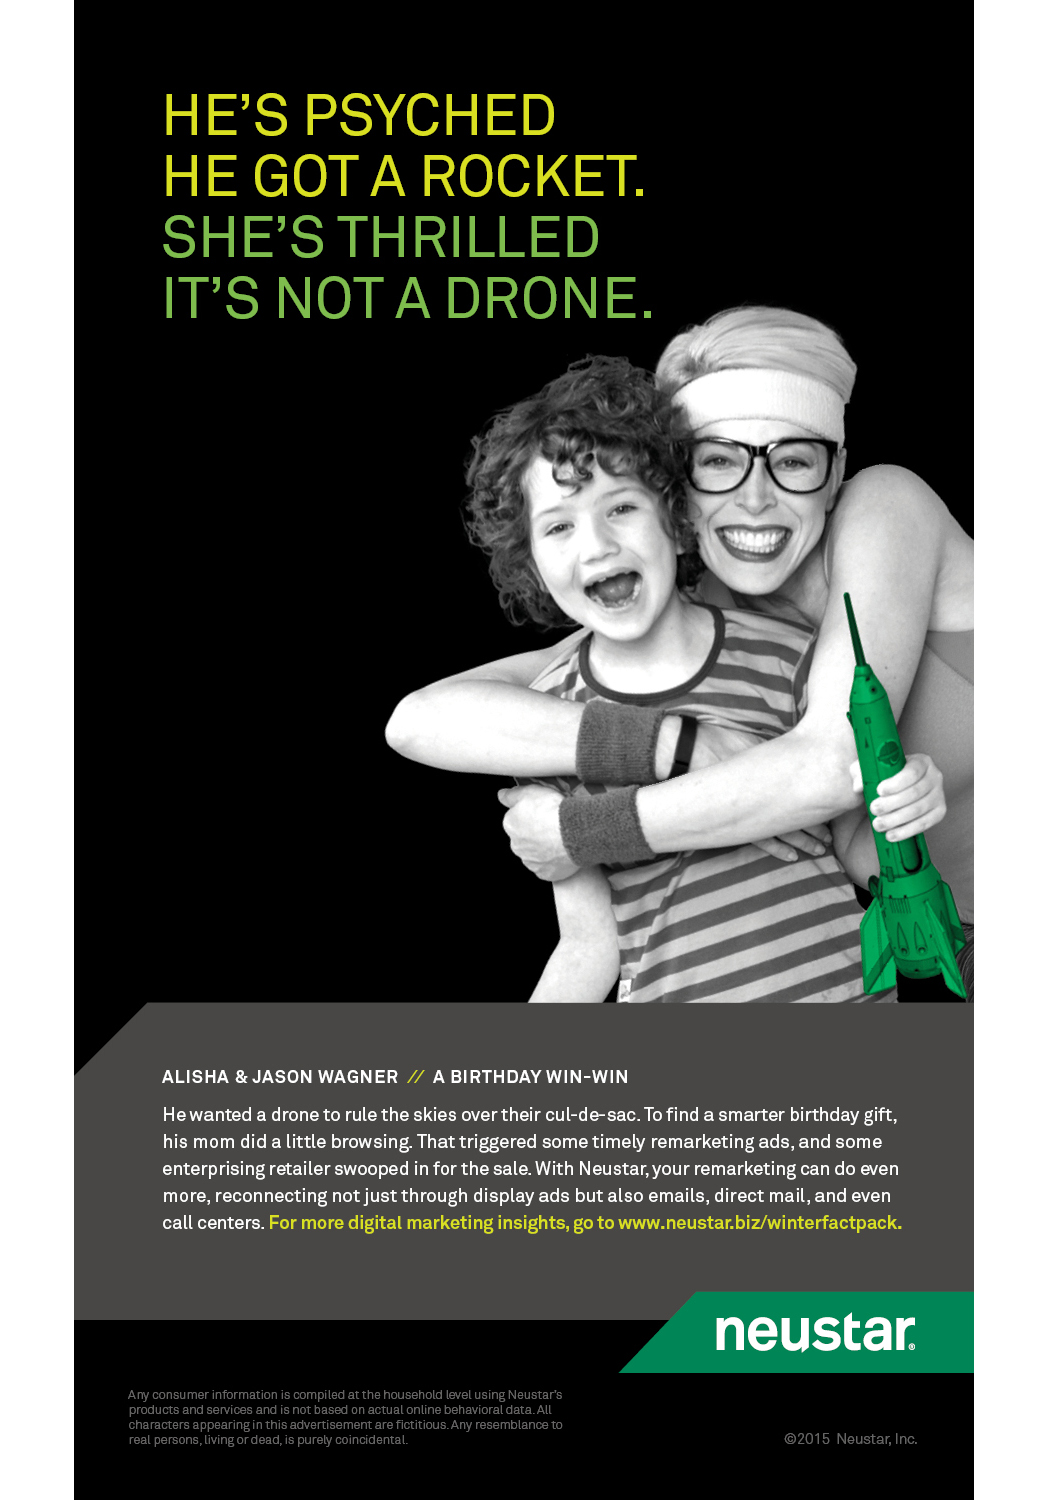 HE’S PSYCHED
HE GOT A ROCKET.
SHE’S THRILLED
IT’S NOT A DRONE.
ALISHA & JASON WAGNER // A BIRTHDAY WIN-WIN
He wanted a drone to rule the skies over their cul-de-sac. To find a smarter birthday gift,
his mom did a little browsing. That triggered some timely remarketing ads, and some
enterprising retailer swooped in for the sale. With Neustar, your remarketing can do even
more, reconnecting not just through display ads but also emails, direct mail, and even
call centers. For more digital marketing insights, go to www.neustar.biz/winterfactpack.
neustar®
Any consumer information is compiled at the household level using Neustar’s
products and services and is not based on actual online behavioral data. All
characters appearing in this advertisement are fictitious. Any resemblance to
real persons, living or dead, is purely coincidental.
©2015 Neustar, Inc.